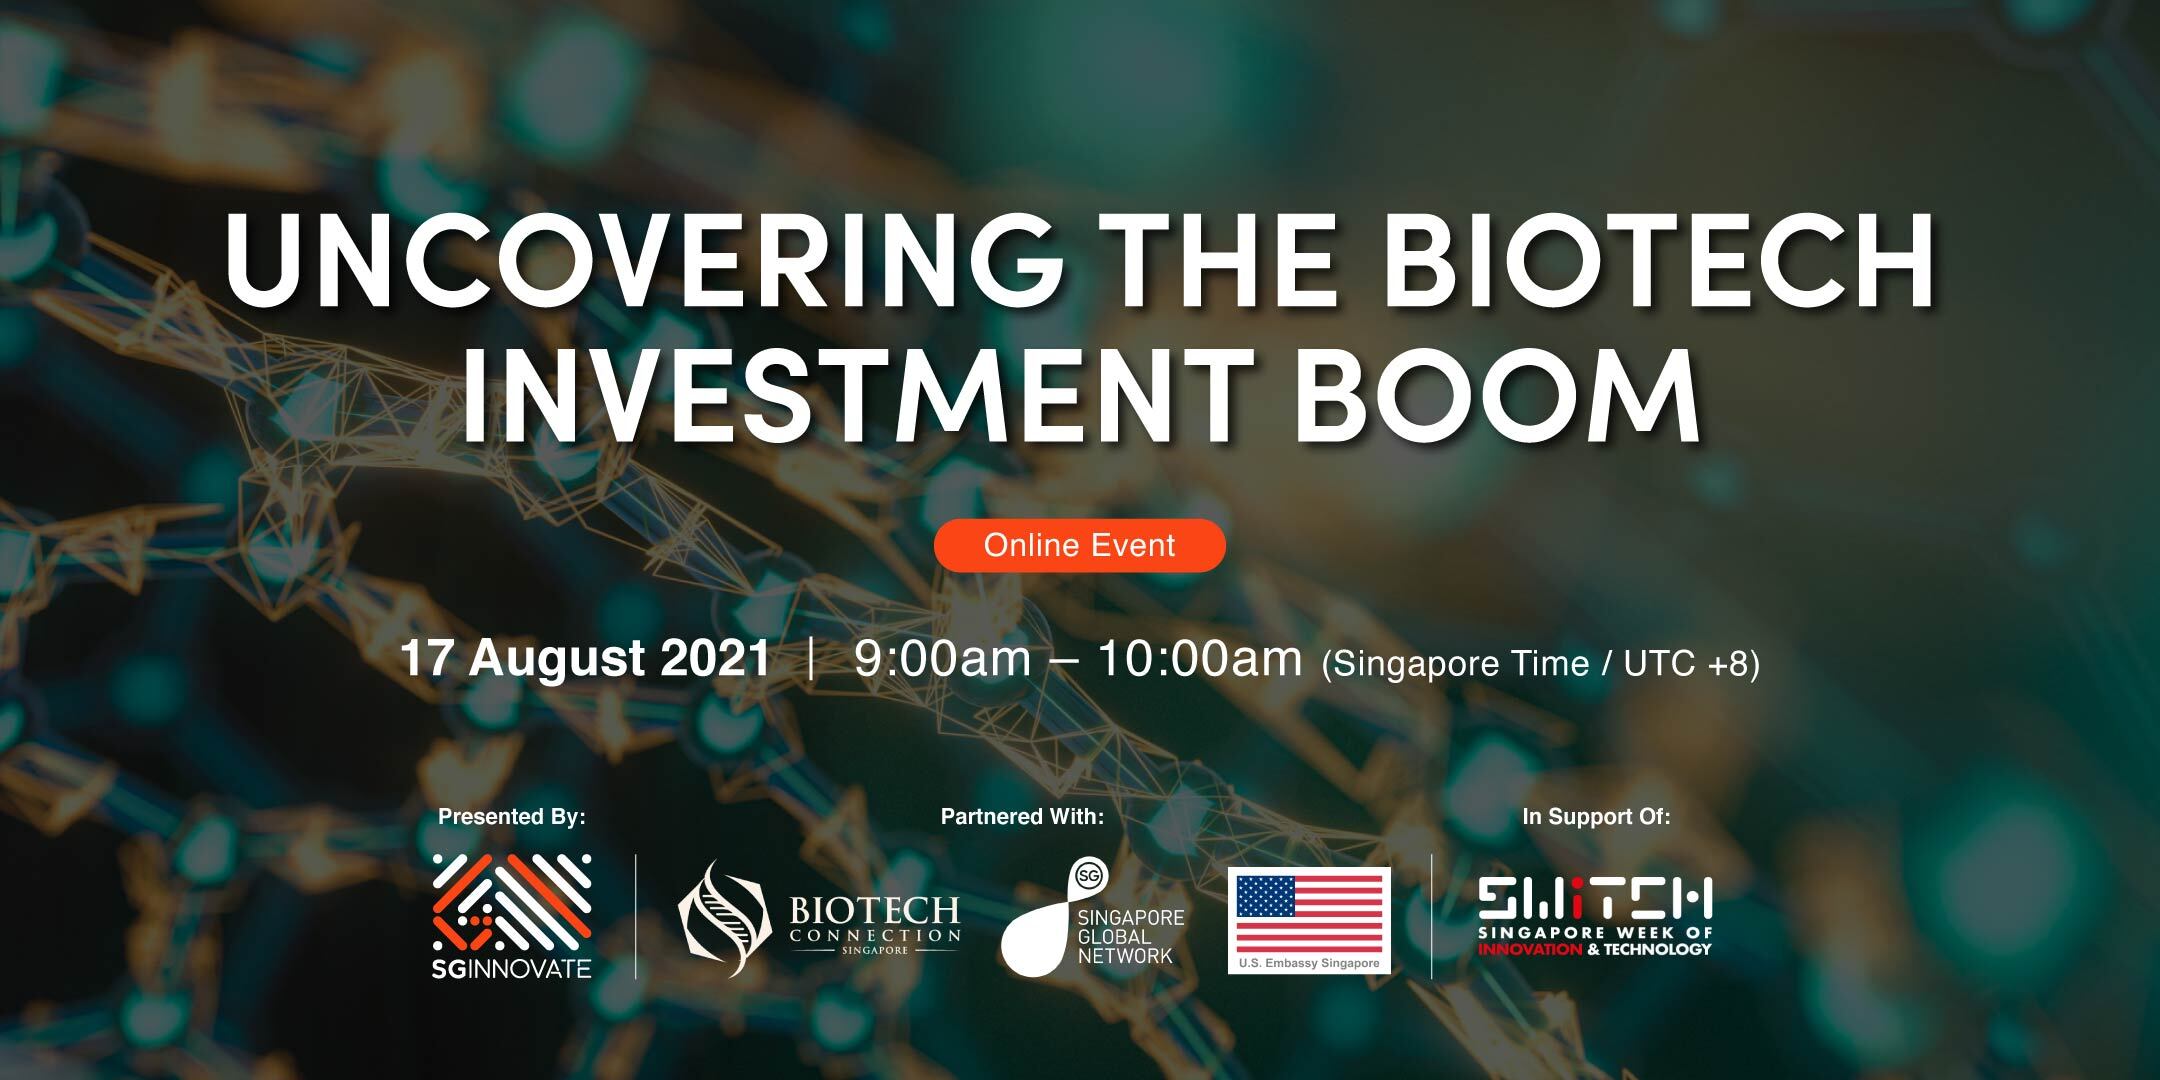 UNCOVERING THE BIOTECH
INVESTMENT BOOM
Online Event
17 August 2021 | 9:00am – 10:00am (Singapore Time / UTC +8)
Presented By:
SGINNOVATE
Partnered With:
BIOTECH
CONNECTION
SINGAPORE
SG
SINGAPORE
GLOBAL
NETWORK
U.S. Embassy Singapore
In Support Of:
SWiTCH
SINGAPORE WEEK OF
INNOVATION & TECHNOLOGY